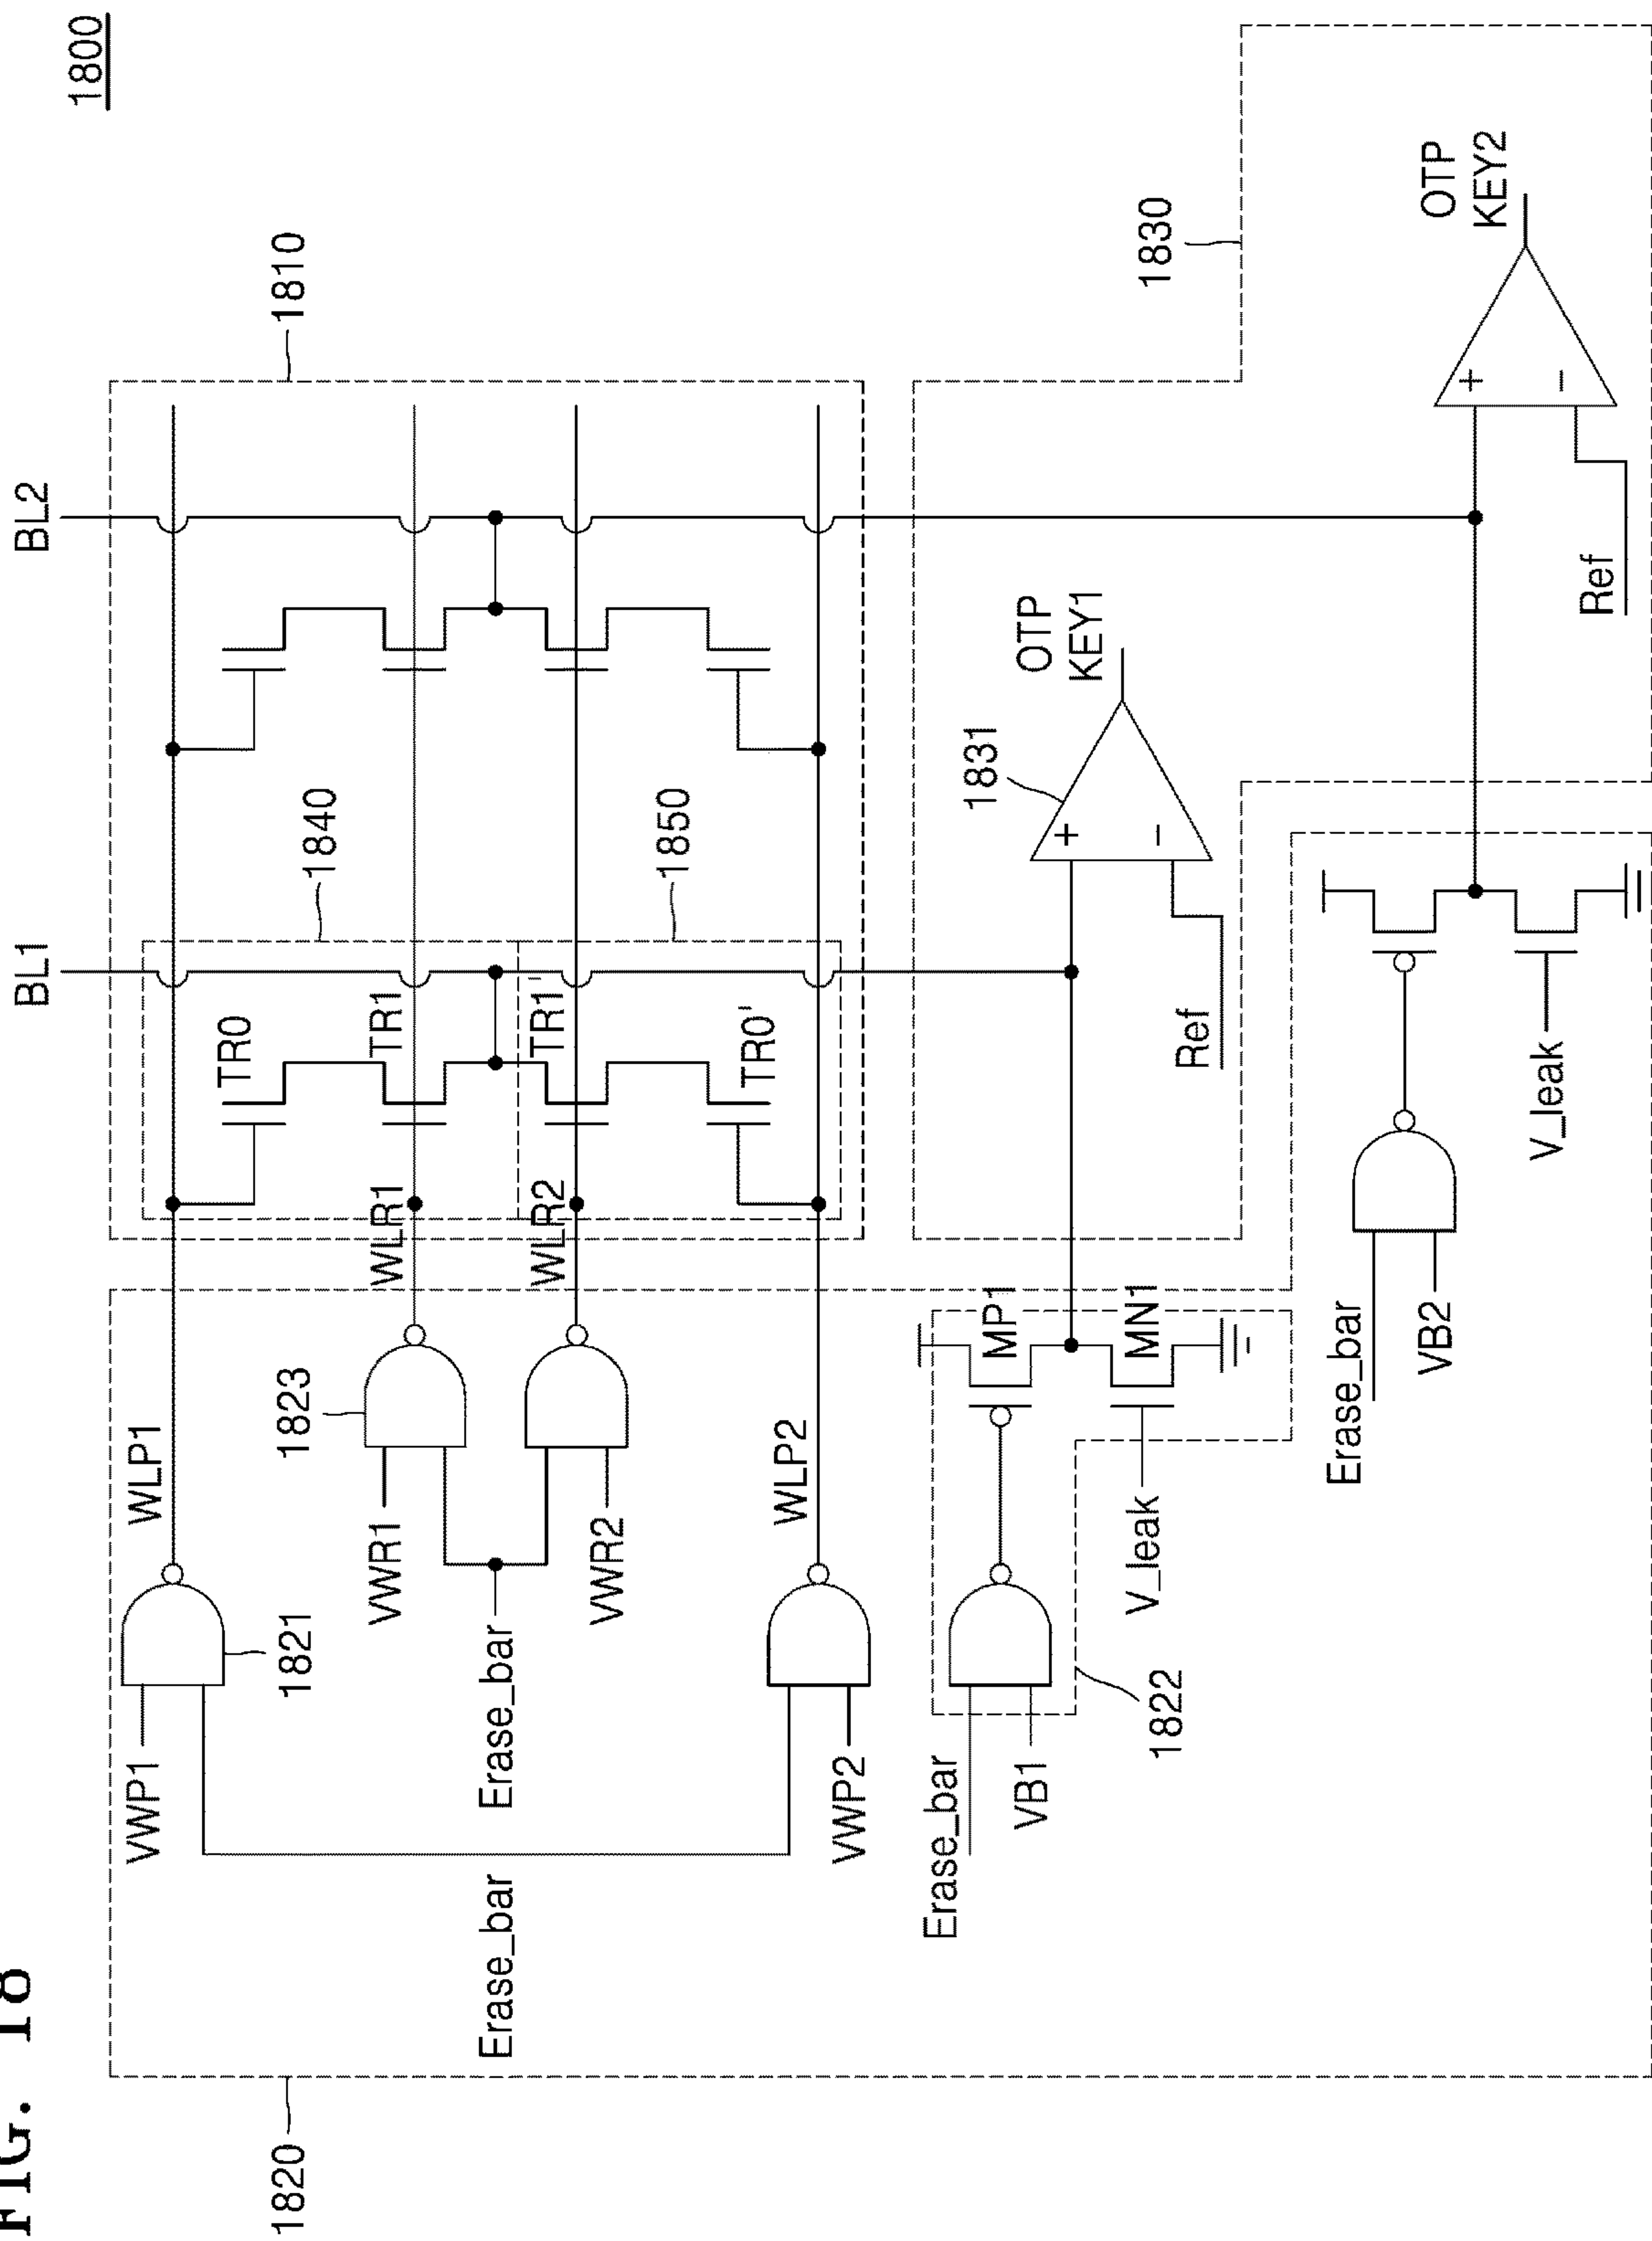 FIG. 18
1800
BL1
BL2
1810
1820
WLP1
VWP1
1821
1823
VWR1
WLR1
TR0
TR1
1840
Erase_bar
Erase_bar
VWR2
WLR2
TR1'
TR0'
1850
WLP2
VWP2
Erase_bar
VB1
1822
MP1
MN1
V_leak
1831
+
−
Ref
OTP
KEY1
1830
Erase_bar
VB2
V_leak
+
−
Ref
OTP
KEY2